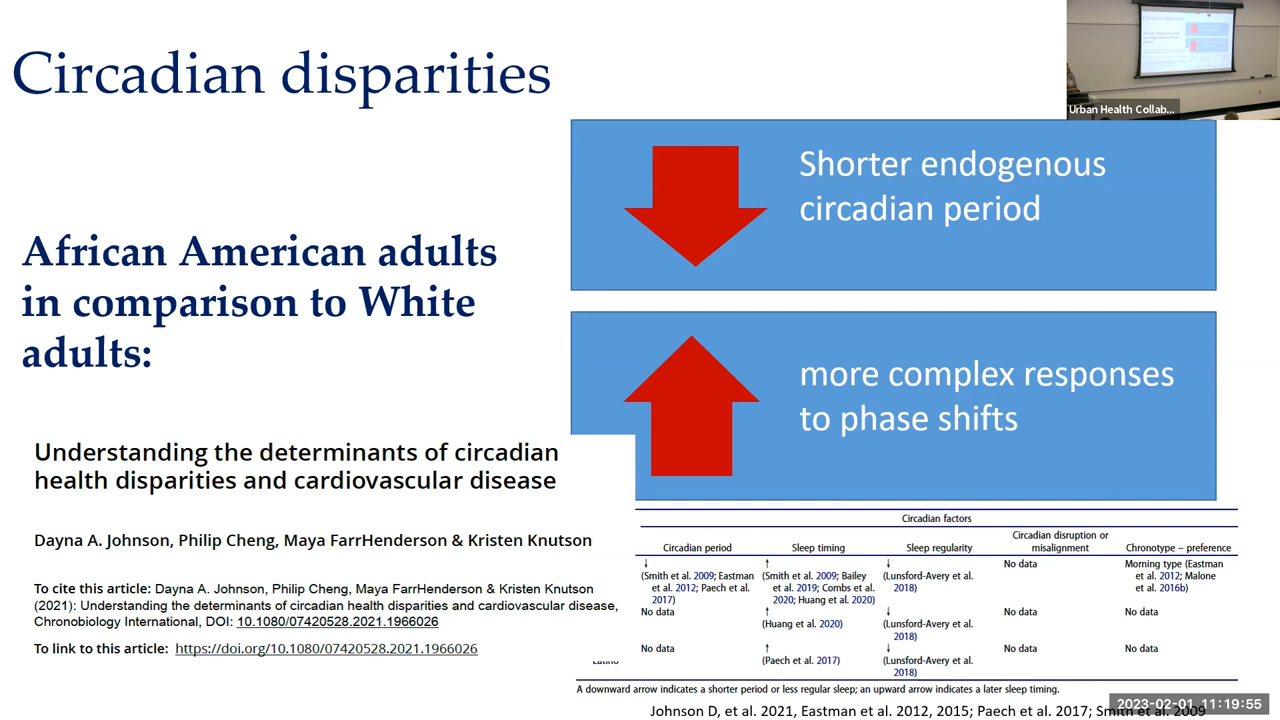 Circadian disparities
Urban Health Collab...
Shorter endogenous
circadian period
African American adults
in comparison to White
adults:
more complex responses
to phase shifts
Understanding the determinants of circadian
health disparities and cardiovascular disease
Dayna A. Johnson, Philip Cheng, Maya FarrHenderson & Kristen Knutson
To cite this article: Dayna A. Johnson, Philip Cheng, Maya FarrHenderson & Kristen Knutson
(2021): Understanding the determinants of circadian health disparities and cardiovascular disease,
Chronobiology International, DOI: 10.1080/07420528.2021.1966026
To link to this article: https://doi.org/10.1080/07420528.2021.1966026
Circadian factors
Circadian period Sleep timing Sleep regularity Circadian disruption or misalignment Chronotype – preference
↓ ↑ ↓ No data Morning type (Eastman
(Smith et al. 2009; Eastman (Smith et al. 2009; Bailey (Lunsford-Avery et al. et al. 2012; Malone
et al. 2012; Paech et al. et al. 2019; Combs et al. 2018) et al. 2016b)
2017) 2020; Huang et al. 2020)
No data ↑ ↓ No data No data
(Huang et al. 2020) (Lunsford-Avery et al.
2018)
No data ↑ ↓ No data No data
(Paech et al. 2017) (Lunsford-Avery et al.
2018)
A downward arrow indicates a shorter period or less regular sleep; an upward arrow indicates a later sleep timing.
2023-02-01 11:19:55
Johnson D, et al. 2021, Eastman et al. 2012, 2015; Paech et al. 2017; Smith et al. 2009